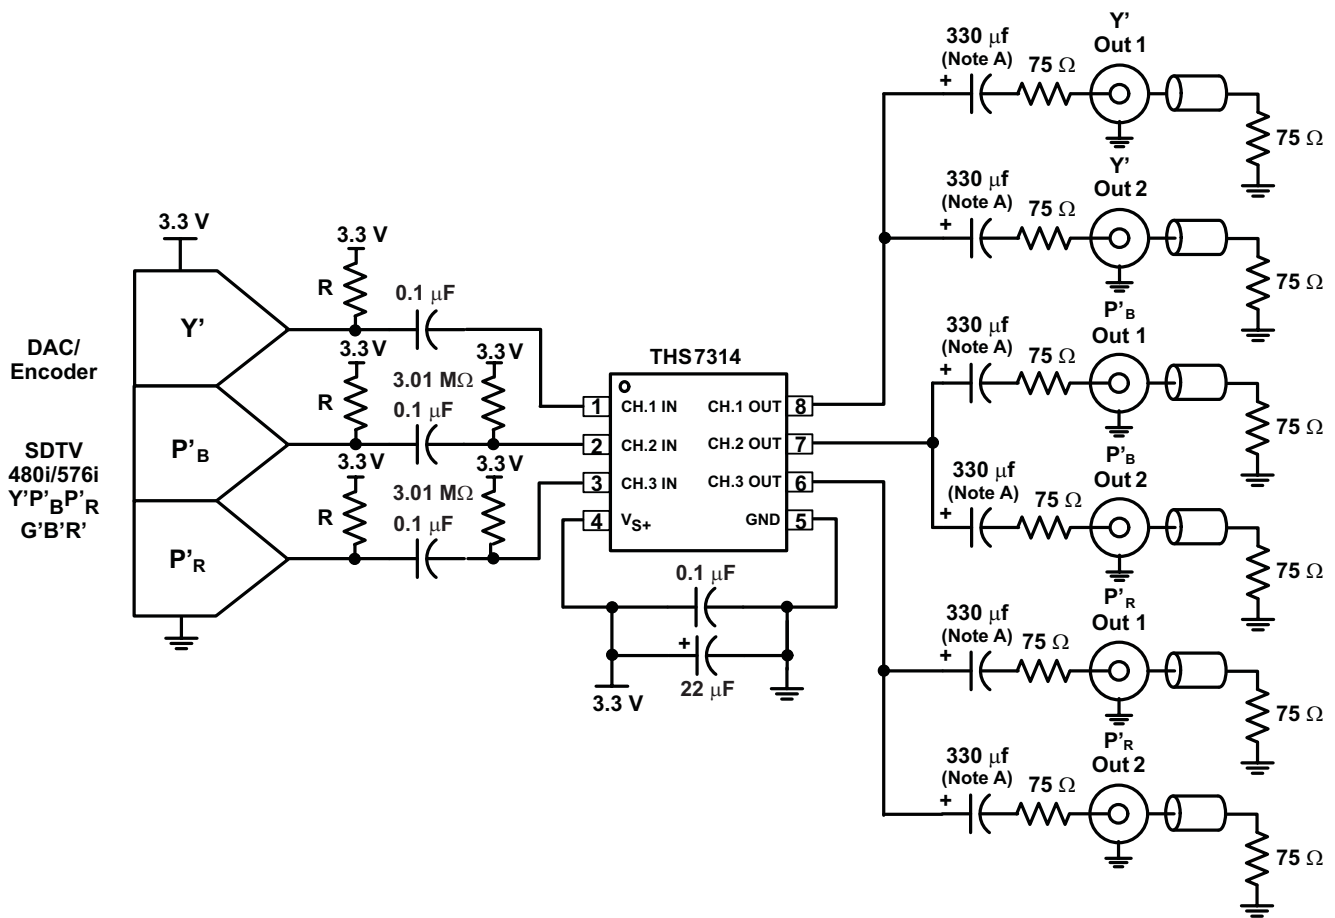 3.3 V
3.3 V
R
0.1 µF
Y'
DAC/
Encoder
3.3 V
3.3 V
3.01 MΩ
R
0.1 µF
P'B
SDTV
480i/576i
Y'P'BP'R
G'B'R'
3.3 V
3.3 V
3.01 MΩ
R
0.1 µF
P'R
THS7314
1 CH.1 IN CH.1 OUT 8
2 CH.2 IN CH.2 OUT 7
3 CH.3 IN CH.3 OUT 6
4 VS+ GND 5
0.1 µF
+
22 µF
3.3 V
Y'
Out 1
330 µf
(Note A)
+
75 Ω
75 Ω
Y'
Out 2
330 µf
(Note A)
+
75 Ω
75 Ω
P'B
Out 1
330 µf
(Note A)
+
75 Ω
75 Ω
P'B
Out 2
330 µf
(Note A)
+
75 Ω
75 Ω
P'R
Out 1
330 µf
(Note A)
+
75 Ω
75 Ω
P'R
Out 2
330 µf
(Note A)
+
75 Ω
75 Ω